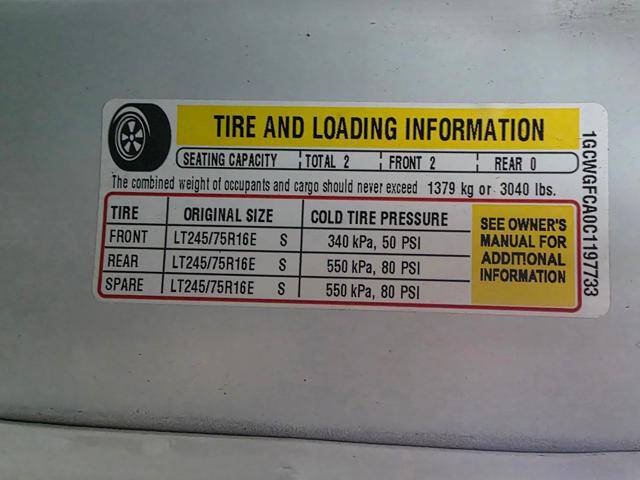 TIRE AND LOADING INFORMATION
SEATING CAPACITY TOTAL 2 FRONT 2 REAR 0
The combined weight of occupants and cargo should never exceed 1379 kg or 3040 lbs.
TIRE ORIGINAL SIZE COLD TIRE PRESSURE
FRONT LT245/75R16E S 340 kPa, 50 PSI
REAR LT245/75R16E S 550 kPa, 80 PSI
SPARE LT245/75R16E S 550 kPa, 80 PSI
SEE OWNER'S
MANUAL FOR
ADDITIONAL
INFORMATION
1GCWGFCA0C1197733